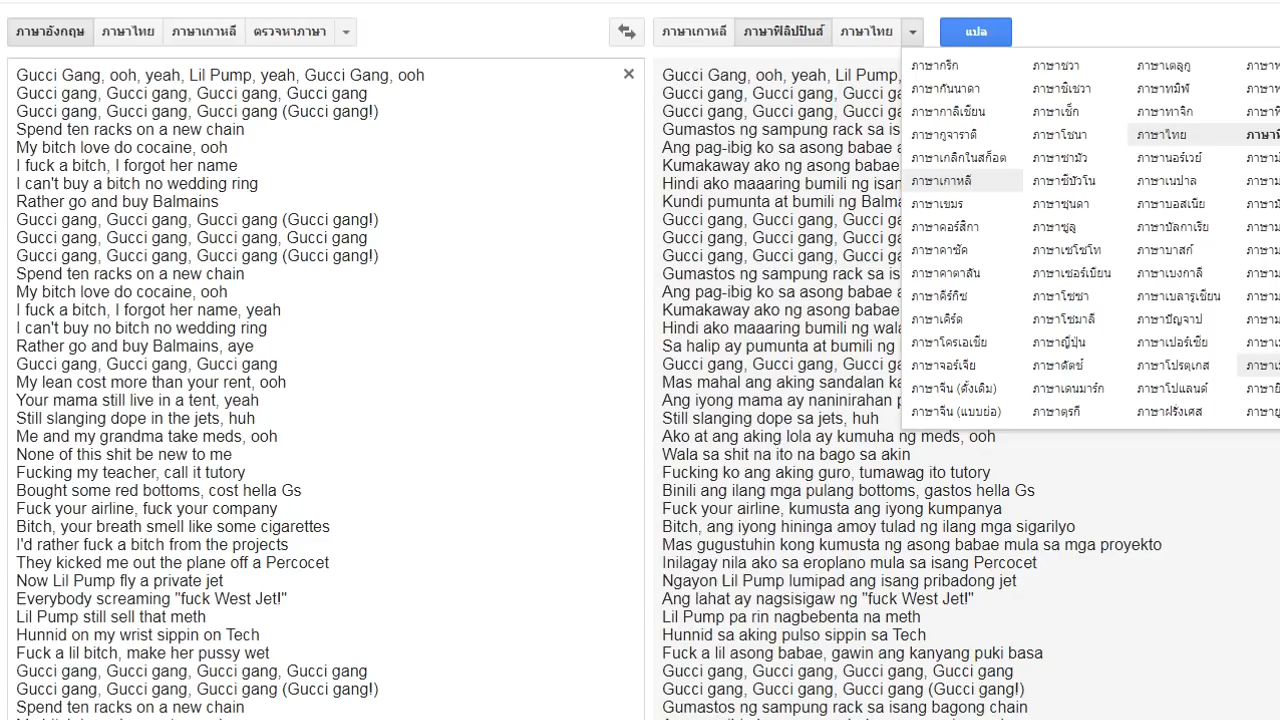 ภาษาอังกฤษ ภาษาไทย ภาษาเกาหลี ตรวจหาภาษา
ภาษาเกาหลี ภาษาฟิลิปปินส์ ภาษาไทย แปล
Gucci Gang, ooh, yeah, Lil Pump, yeah, Gucci Gang, ooh
Gucci gang, Gucci gang, Gucci gang, Gucci gang
Gucci gang, Gucci gang, Gucci gang (Gucci gang!)
Spend ten racks on a new chain
My bitch love do cocaine, ooh
I fuck a bitch, I forgot her name
I can't buy a bitch no wedding ring
Rather go and buy Balmains
Gucci gang, Gucci gang, Gucci gang (Gucci gang!)
Gucci gang, Gucci gang, Gucci gang, Gucci gang
Gucci gang, Gucci gang, Gucci gang (Gucci gang!)
Spend ten racks on a new chain
My bitch love do cocaine, ooh
I fuck a bitch, I forgot her name, yeah
I can't buy no bitch no wedding ring
Rather go and buy Balmains, aye
Gucci gang, Gucci gang, Gucci gang
My lean cost more than your rent, ooh
Your mama still live in a tent, yeah
Still slanging dope in the jets, huh
Me and my grandma take meds, ooh
None of this shit be new to me
Fucking my teacher, call it tutory
Bought some red bottoms, cost hella Gs
Fuck your airline, fuck your company
Bitch, your breath smell like some cigarettes
I'd rather fuck a bitch from the projects
They kicked me out the plane off a Percocet
Now Lil Pump fly a private jet
Everybody screaming "fuck West Jet!"
Lil Pump still sell that meth
Hunnid on my wrist sippin on Tech
Fuck a lil bitch, make her pussy wet
Gucci gang, Gucci gang, Gucci gang, Gucci gang
Gucci gang, Gucci gang, Gucci gang (Gucci gang!)
Spend ten racks on a new chain
Gucci Gang, ooh, yeah, Lil Pump,
Gucci gang, Gucci gang, Gucci
Gucci gang, Gucci gang, Gucci
Gumastos ng sampung rack sa
Ang pag-ibig ko sa asong babae
Kumakaway ako ng asong babae
Hindi ako maaaring bumili ng
Kundi pumunta at bumili ng
Gucci gang, Gucci gang, Gucci
Gucci gang, Gucci gang, Gucci
Gucci gang, Gucci gang, Gucci
Gumastos ng sampung rack sa
Ang pag-ibig ko sa asong babae
Kumakaway ako ng asong babae
Hindi ako maaaring bumili ng
Sa halip ay pumunta at bumili ng
Gucci gang, Gucci gang, Gucci
Mas mahal ang aking sandalan
Ang iyong mama ay naninirahan
Still slanging dope sa jets, huh
Ako at ang aking lola ay kumuha ng meds, ooh
Wala sa shit na ito na bago sa akin
Fucking ko ang aking guro, tumawag ito tutory
Binili ang ilang mga pulang bottoms, gastos hella Gs
Fuck your airline, kumusta ang iyong kumpanya
Bitch, ang iyong hininga amoy tulad ng ilang mga sigarilyo
Mas gugustuhin kong kumusta ng asong babae mula sa mga proyekto
Inilagay nila ako sa eroplano mula sa isang Percocet
Ngayon Lil Pump lumipad ang isang pribadong jet
Ang lahat ay nagsisigaw ng "fuck West Jet!"
Lil Pump pa rin nagbebenta na meth
Hunnid sa aking pulso sippin sa Tech
Fuck a lil asong babae, gawin ang kanyang puki basa
Gucci gang, Gucci gang, Gucci gang, Gucci gang
Gucci gang, Gucci gang, Gucci gang (Gucci gang!)
Gumastos ng sampung rack sa isang bagong chain
ภาษากรีก ภาษาชวา ภาษาเตลูกู
ภาษากันนาดา ภาษาชิเชวา ภาษาทมิฬ
ภาษากาลิเชียน ภาษาเช็ก ภาษาทาจิก
ภาษากูจาราติ ภาษาโชนา ภาษาไทย
ภาษาเกลิกในสก็อต ภาษาซามัว ภาษานอร์เวย์
ภาษาเกาหลี ภาษาซีบัวโน ภาษาเนปาล
ภาษาเขมร ภาษาซุนดา ภาษาบอสเนีย
ภาษาคอร์สิกา ภาษาซูลู ภาษาบัลกาเรีย
ภาษาคาซัค ภาษาเซโซโท ภาษาบาสก์
ภาษาคาตาลัน ภาษาเซอร์เบียน ภาษาเบงกาลี
ภาษาคีร์กิซ ภาษาโซซา ภาษาเบลารูเชียน
ภาษาเคิร์ด ภาษาโซมาลี ภาษาปัญจาป
ภาษาโครเอเชีย ภาษาญี่ปุ่น ภาษาเปอร์เซีย
ภาษาจอร์เจีย ภาษาดัตช์ ภาษาโปรตุเกส
ภาษาจีน (ดั้งเดิม) ภาษาเดนมาร์ก ภาษาโปแลนด์
ภาษาจีน (แบบย่อ) ภาษาตุรกี ภาษาฝรั่งเศส